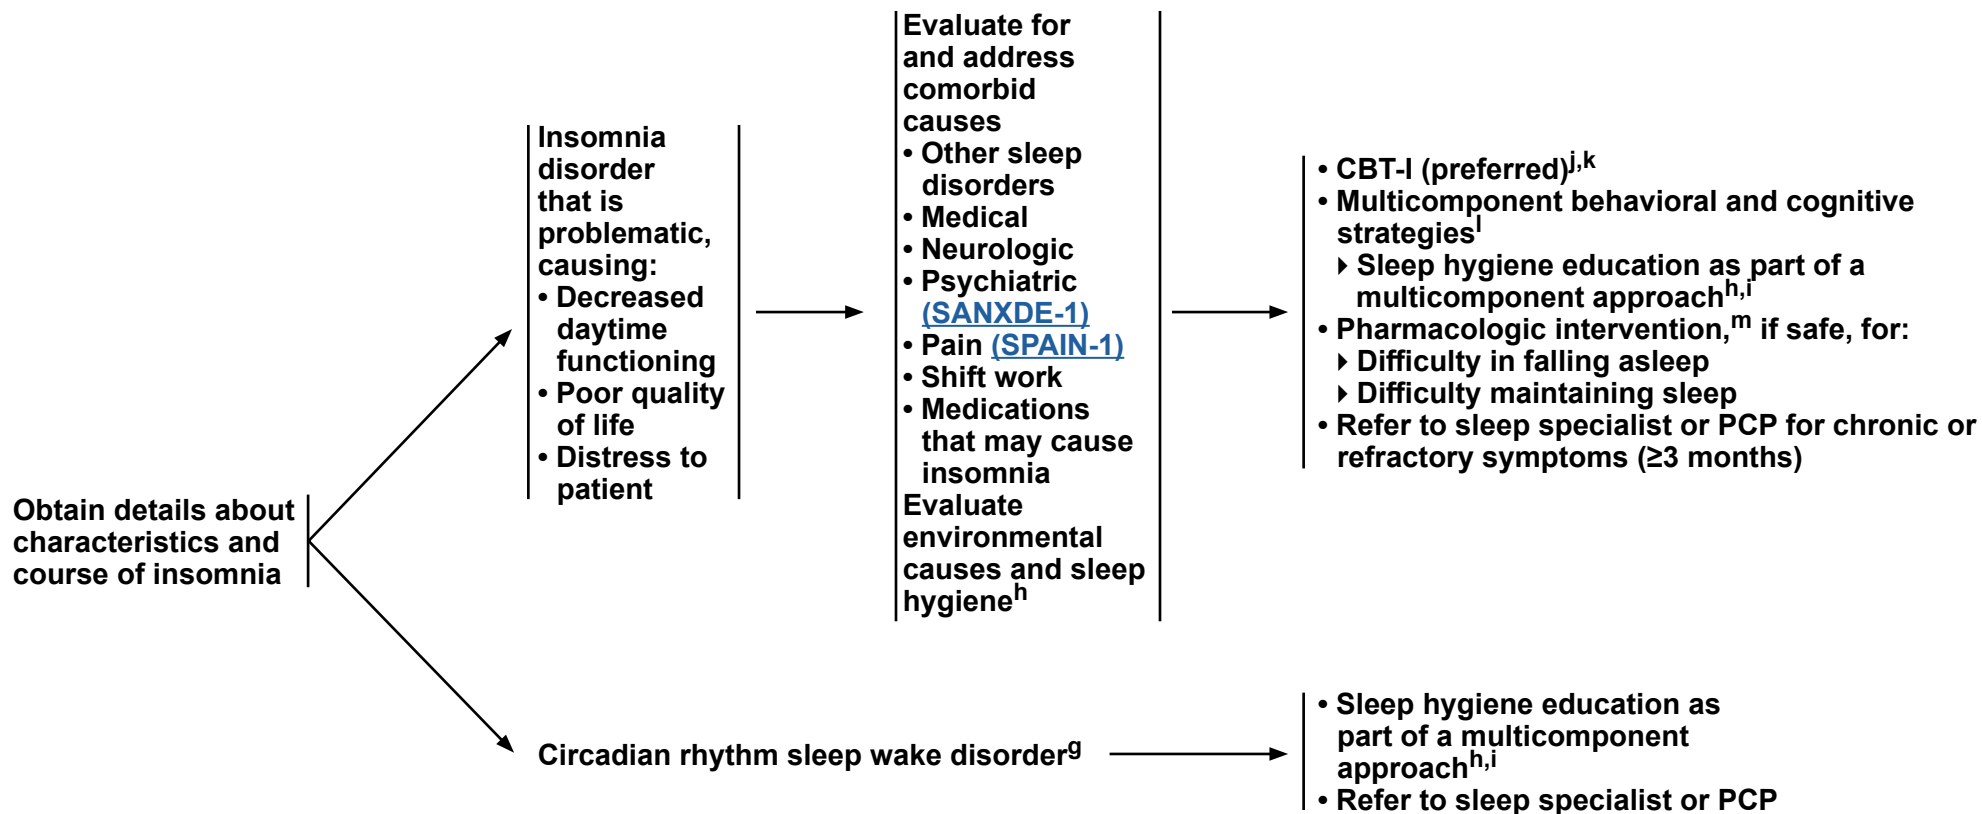 Obtain details about
characteristics and
course of insomnia
Insomnia
disorder
that is
problematic,
causing:
• Decreased
daytime
functioning
• Poor quality
of life
• Distress to
patient
Evaluate for
and address
comorbid
causes
• Other sleep
disorders
• Medical
• Neurologic
• Psychiatric
(SANXDE-1)
• Pain (SPAIN-1)
• Shift work
• Medications
that may cause
insomnia
Evaluate
environmental
causes and sleep
hygieneh
• CBT-I (preferred)j,k
• Multicomponent behavioral and cognitive
strategiesl
‣ Sleep hygiene education as part of a
multicomponent approachh,i
• Pharmacologic intervention,m if safe, for:
‣ Difficulty in falling asleep
‣ Difficulty maintaining sleep
• Refer to sleep specialist or PCP for chronic or
refractory symptoms (≥3 months)
Circadian rhythm sleep wake disorderg
• Sleep hygiene education as
part of a multicomponent
approachh,i
• Refer to sleep specialist or PCP